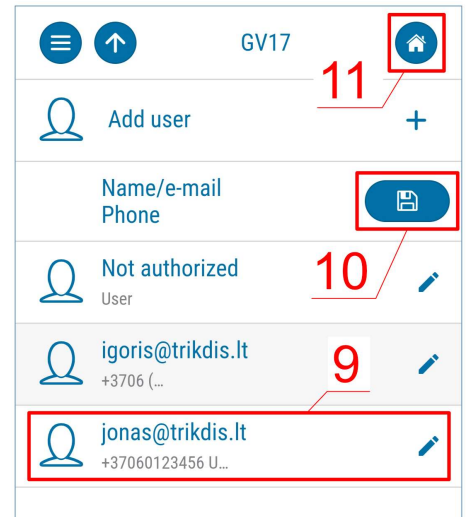 GV17
11
Add user
Name/e-mail
Phone
Not authorized
10
User
igoris@trikdis.lt
9
+3706 (...
jonas@trikdis.lt
+37060123456 U...